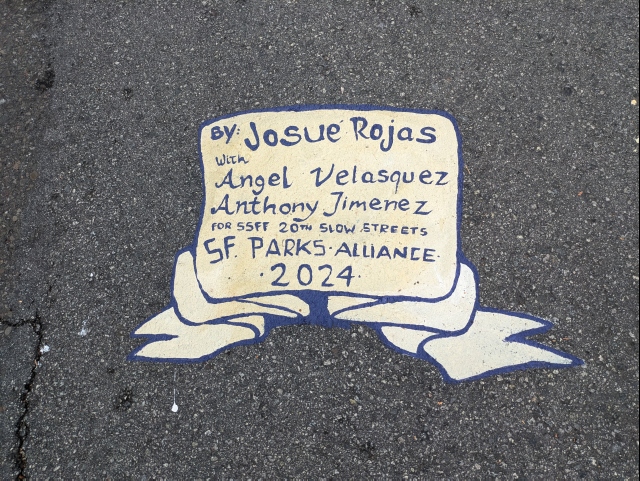 BY: Josué Rojas
With
Angel Velasquez
Anthony Jimenez
FOR SSFF 20TH SLOW STREETS
SF. PARKS·ALLIANCE·
·2024·